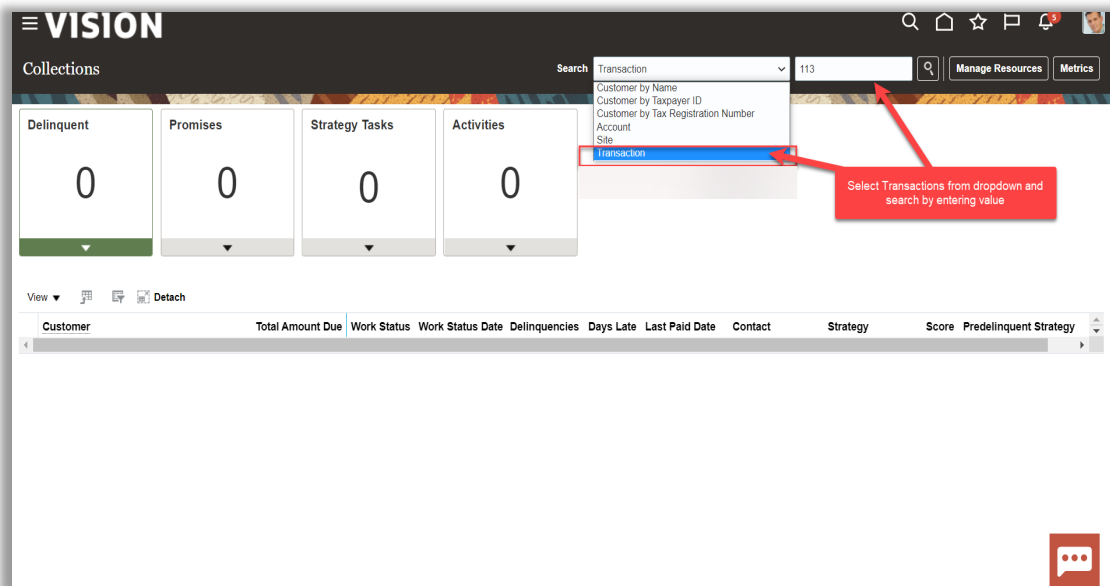 VISION
5
Collections
Search
Transaction
113
Manage Resources
Metrics
Customer by Name
Customer by Taxpayer ID
Customer by Tax Registration Number
Account
Site
Transaction
Delinquent
Promises
Strategy Tasks
Activities
0
0
0
0
Select Transactions from dropdown and
search by entering value
View
Detach
Customer
Total Amount Due
Work Status
Work Status Date
Delinquencies
Days Late
Last Paid Date
Contact
Strategy
Score
Predelinquent Strategy